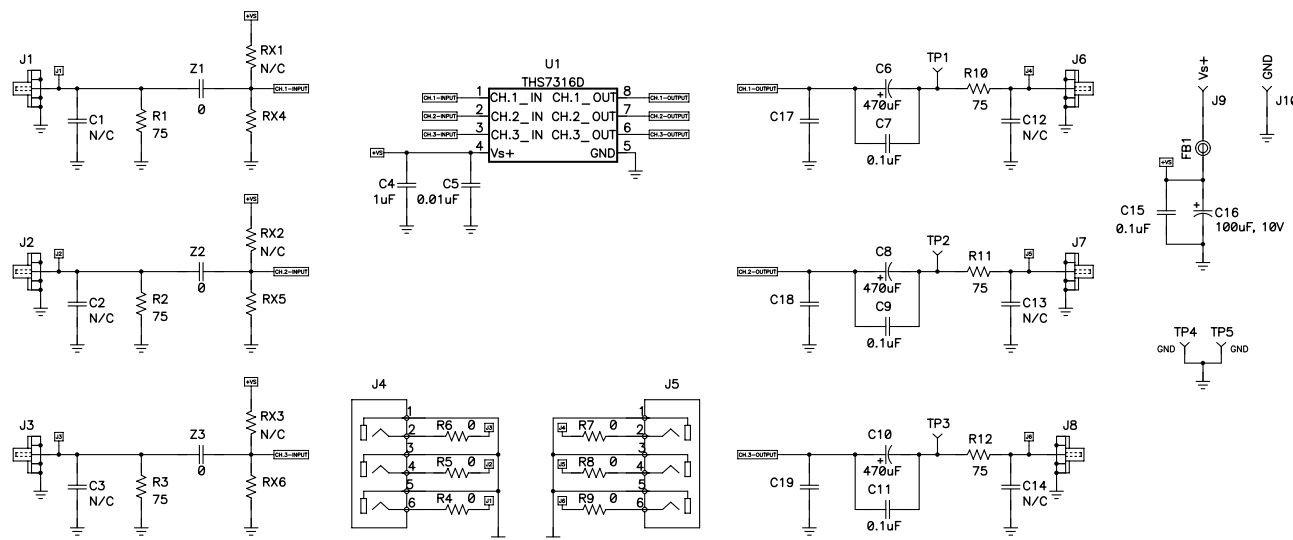 +VS
J1
J1
Z1
0
RX1
N/C
CH.1-INPUT
C1
N/C
R1
75
RX4
+VS
J2
J2
Z2
0
RX2
N/C
CH.2-INPUT
C2
N/C
R2
75
RX5
+VS
J3
J3
Z3
0
RX3
N/C
CH.3-INPUT
C3
N/C
R3
75
RX6
U1
THS7316D
CH.1-INPUT 1 CH.1_IN CH.1_OUT 8 CH.1-OUTPUT
CH.2-INPUT 2 CH.2_IN CH.2_OUT 7 CH.2-OUTPUT
CH.3-INPUT 3 CH.3_IN CH.3_OUT 6 CH.3-OUTPUT
+VS 4 Vs+ GND 5
C4
1uF
C5
0.01uF
J4
1
2 R6 0 J3
3
4 R5 0 J2
5
6 R4 0 J1
J5
1
J4 R7 0 2
3
J5 R8 0 4
5
J6 R9 0 6
CH.1-OUTPUT
C17
C6
+
470uF
C7
0.1uF
TP1
R10
75
J4
J6
C12
N/C
CH.2-OUTPUT
C18
C8
+
470uF
C9
0.1uF
TP2
R11
75
J5
J7
C13
N/C
CH.3-OUTPUT
C19
C10
+
470uF
C11
0.1uF
TP3
R12
75
J6
J8
C14
N/C
Vs+
J9
GND
J10
FB1
+VS
C15
0.1uF
+
C16
100uF, 10V
TP4 TP5
GND GND